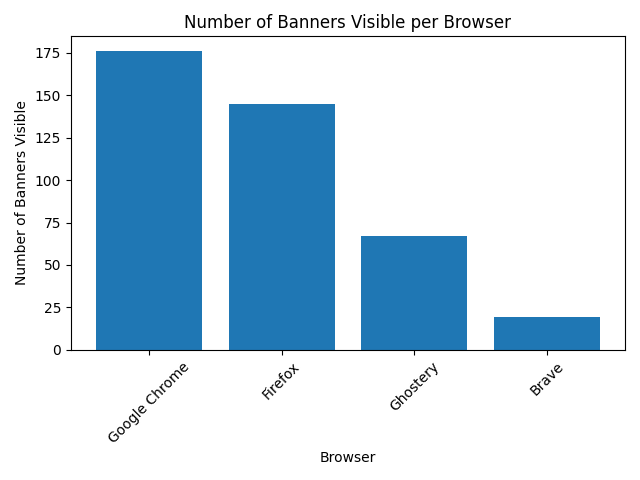 Number of Banners Visible per Browser
Number of Banners Visible
175
150
125
100
75
50
25
0
Google Chrome
Firefox
Ghostery
Brave
Browser